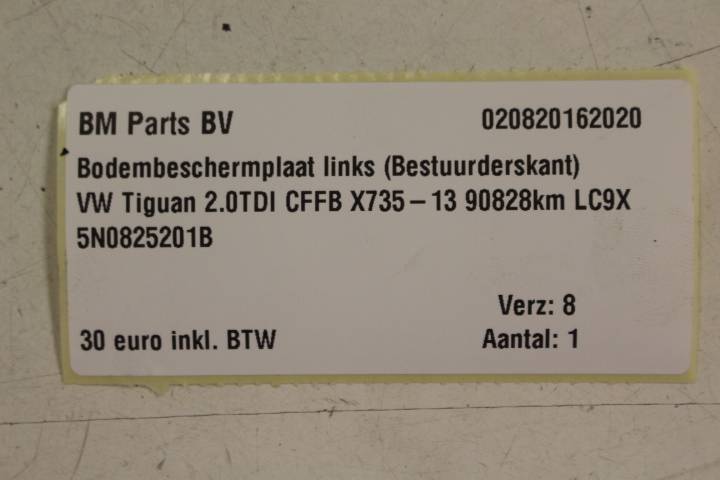 BM Parts BV 020820162020
Bodembeschermplaat links (Bestuurderskant)
VW Tiguan 2.0TDI CFFB X735-13 90828km LC9X
5N0825201B
Verz: 8
30 euro inkl. BTW Aantal: 1